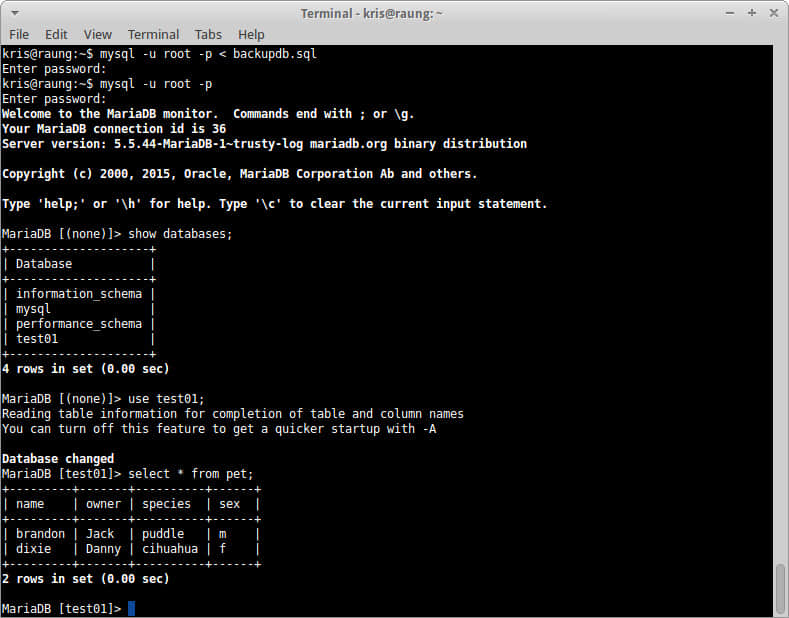 Terminal - kris@raung: ~
File Edit View Terminal Tabs Help
kris@raung:~$ mysql -u root -p < backupdb.sql
Enter password:
kris@raung:~$ mysql -u root -p
Enter password:
Welcome to the MariaDB monitor.  Commands end with ; or \g.
Your MariaDB connection id is 36
Server version: 5.5.44-MariaDB-1~trusty-log mariadb.org binary distribution

Copyright (c) 2000, 2015, Oracle, MariaDB Corporation Ab and others.

Type 'help;' or '\h' for help. Type '\c' to clear the current input statement.

MariaDB [(none)]> show databases;
+--------------------+
| Database           |
+--------------------+
| information_schema |
| mysql              |
| performance_schema |
| test01             |
+--------------------+
4 rows in set (0.00 sec)

MariaDB [(none)]> use test01;
Reading table information for completion of table and column names
You can turn off this feature to get a quicker startup with -A

Database changed
MariaDB [test01]> select * from pet;
+---------+-------+----------+------+
| name    | owner | species  | sex  |
+---------+-------+----------+------+
| brandon | Jack  | puddle   | m    |
| dixie   | Danny | cihuahua | f    |
+---------+-------+----------+------+
2 rows in set (0.00 sec)

MariaDB [test01]>